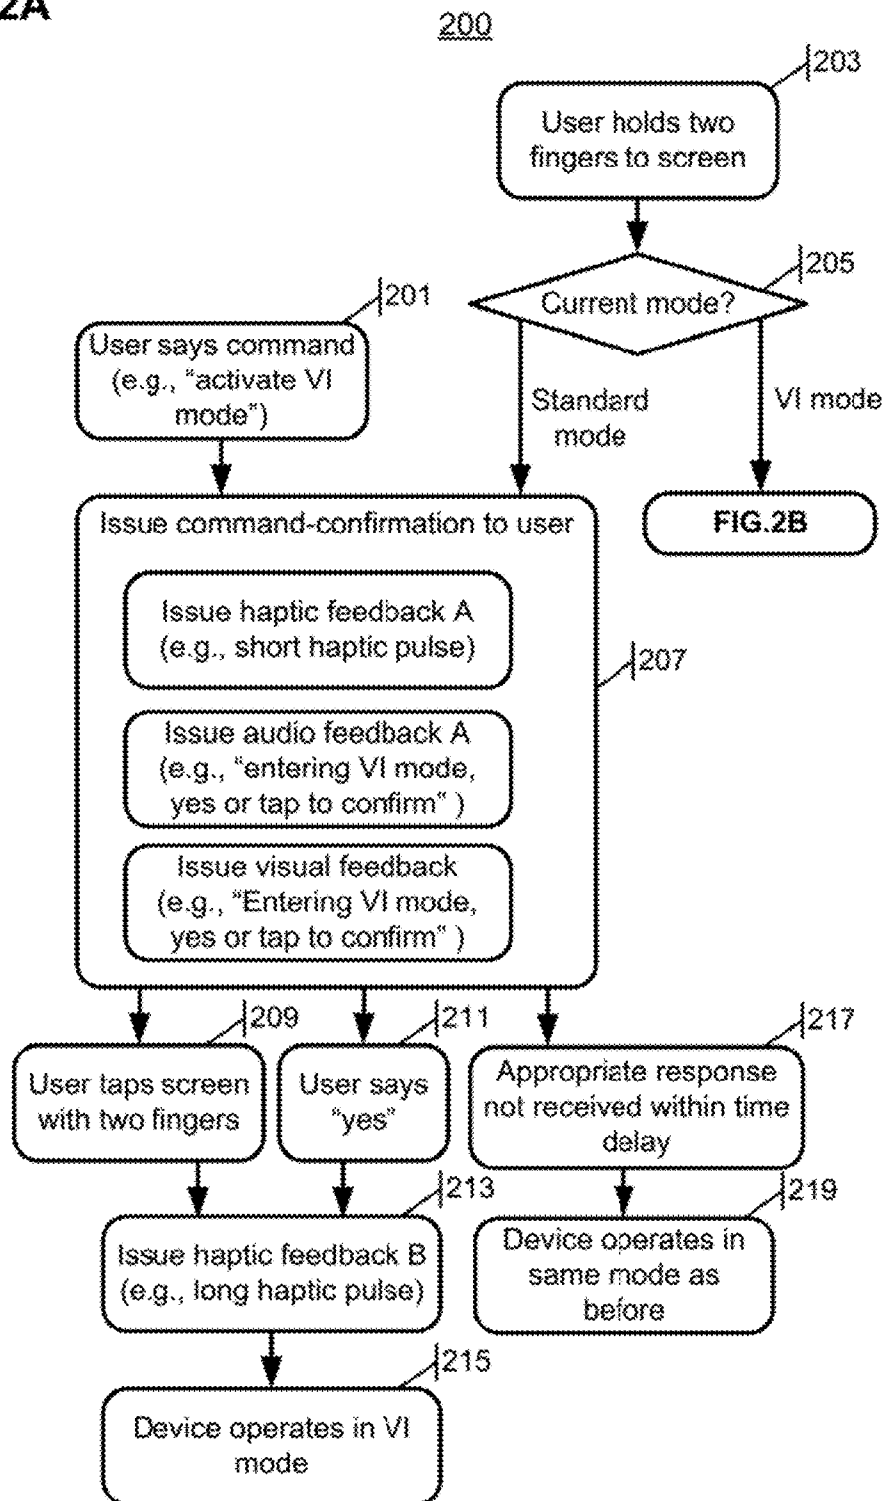 2A
200
203
User holds two
fingers to screen
205
Current mode?
201
User says command
(e.g., “activate VI
mode”)
Standard
mode
VI mode
Issue command-confirmation to user
FIG.2B
Issue haptic feedback A
(e.g., short haptic pulse)
207
Issue audio feedback A
(e.g., “entering VI mode,
yes or tap to confirm” )
Issue visual feedback
(e.g., “Entering VI mode,
yes or tap to confirm” )
209
211
217
User taps screen
with two fingers
User says
“yes”
Appropriate response
not received within time
delay
213
219
Issue haptic feedback B
(e.g., long haptic pulse)
Device operates in
same mode as
before
215
Device operates in VI
mode